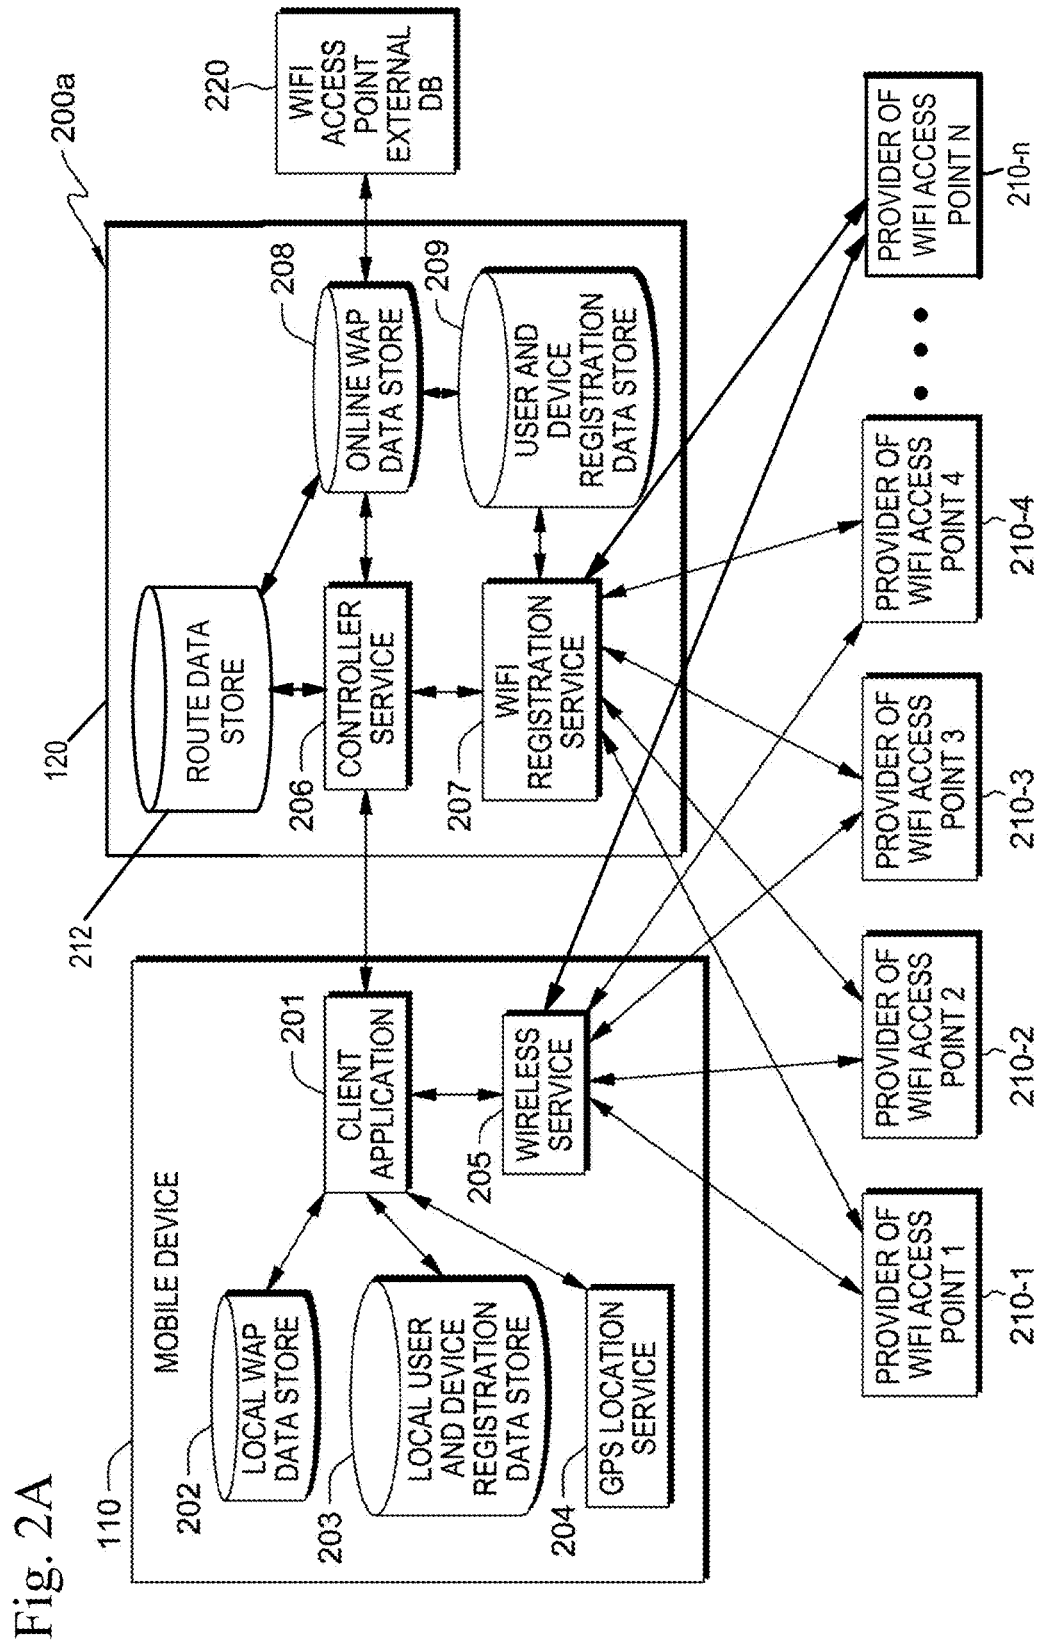 Fig. 2A
200a
110
MOBILE DEVICE
202
LOCAL WAP
DATA STORE
203
LOCAL USER
AND DEVICE
REGISTRATION
DATA STORE
204
GPS LOCATION
SERVICE
201
CLIENT
APPLICATION
205
WIRELESS
SERVICE
120
212
ROUTE DATA
STORE
206
CONTROLLER
SERVICE
207
WIFI
REGISTRATION
SERVICE
208
ONLINE WAP
DATA STORE
209
USER AND
DEVICE
REGISTRATION
DATA STORE
220
WIFI
ACCESS
POINT
EXTERNAL
DB
PROVIDER OF
WIFI ACCESS
POINT 1
210-1
PROVIDER OF
WIFI ACCESS
POINT 2
210-2
PROVIDER OF
WIFI ACCESS
POINT 3
210-3
PROVIDER OF
WIFI ACCESS
POINT 4
210-4
PROVIDER OF
WIFI ACCESS
POINT N
210-n